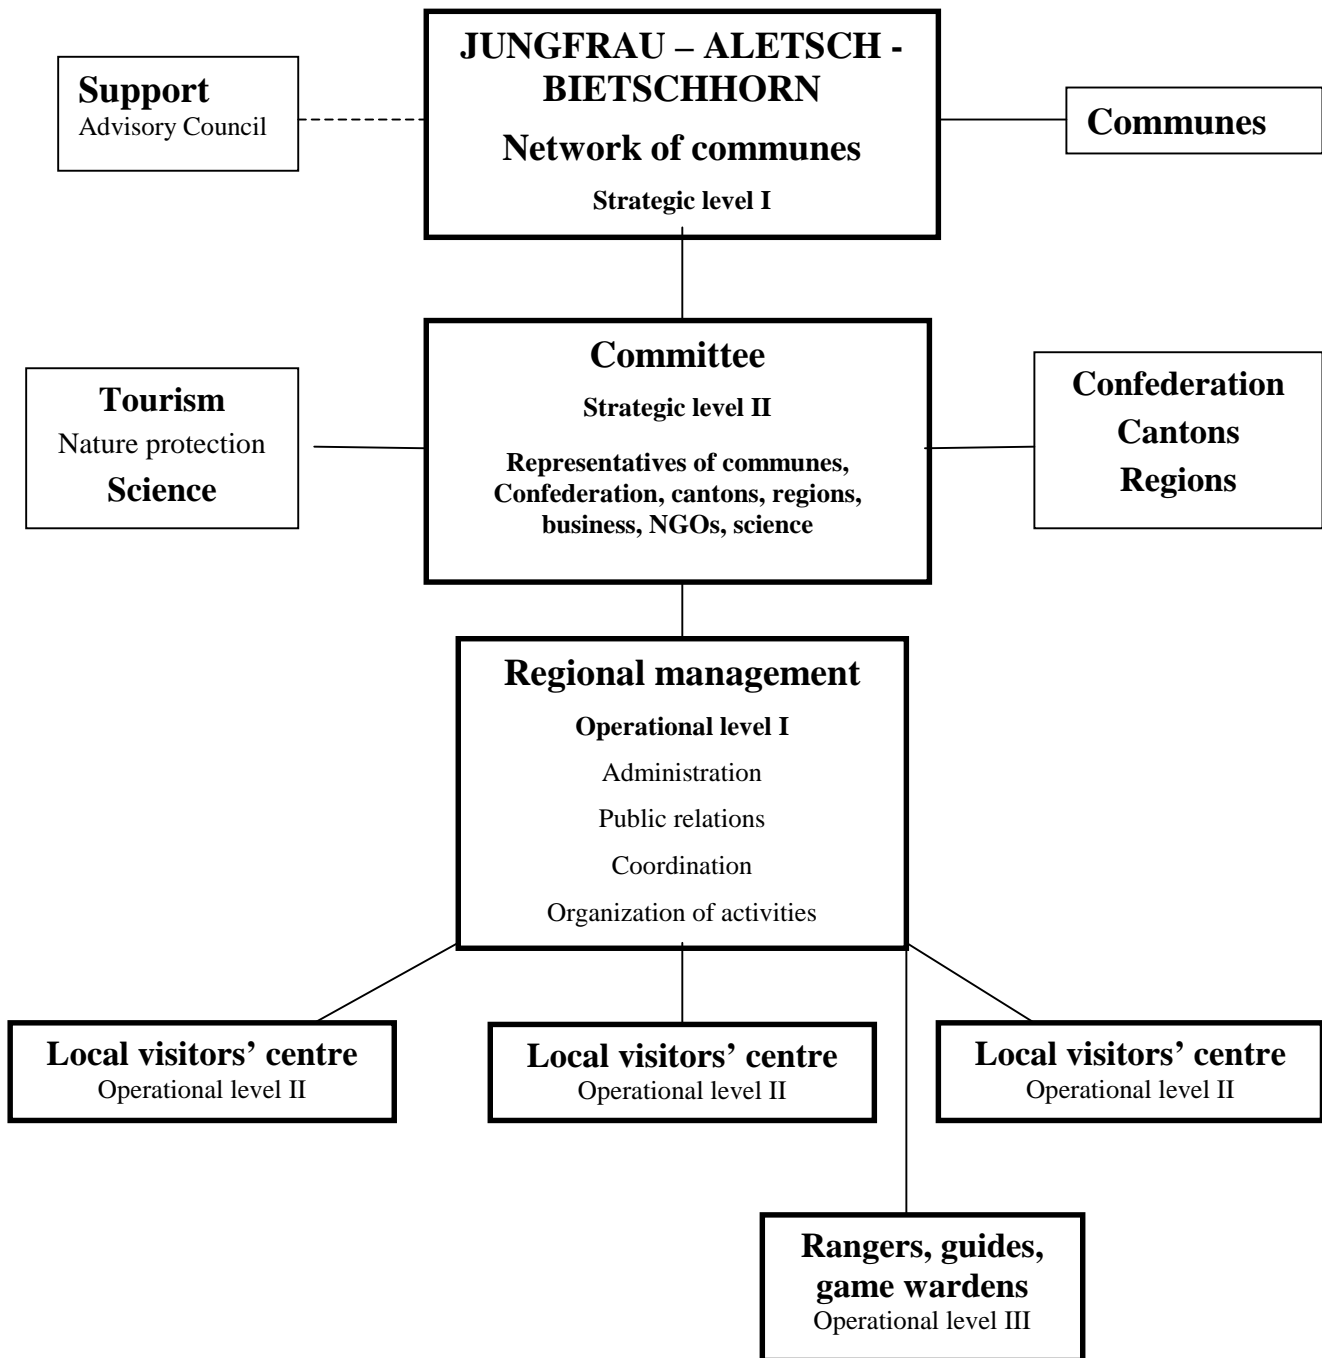 Support
Advisory Council
JUNGFRAU – ALETSCH -
BIETSCHHORN
Network of communes
Strategic level I
Communes
Tourism
Nature protection
Science
Committee
Strategic level II
Representatives of communes,
Confederation, cantons, regions,
business, NGOs, science
Confederation
Cantons
Regions
Regional management
Operational level I
Administration
Public relations
Coordination
Organization of activities
Local visitors’ centre
Operational level II
Local visitors’ centre
Operational level II
Local visitors’ centre
Operational level II
Rangers, guides,
game wardens
Operational level III